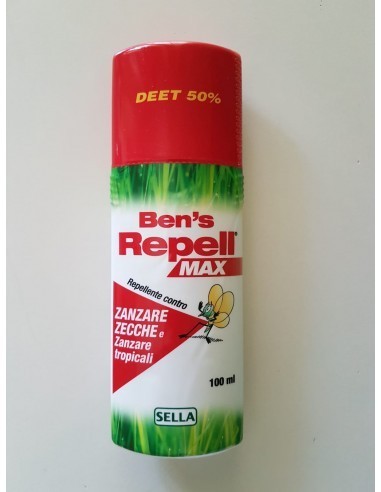 DEET 50%
Ben's
Repell
MAX
Repellente contro
ZANZARE
ZECCHE e
Zanzare
tropicali
100 ml
SELLA